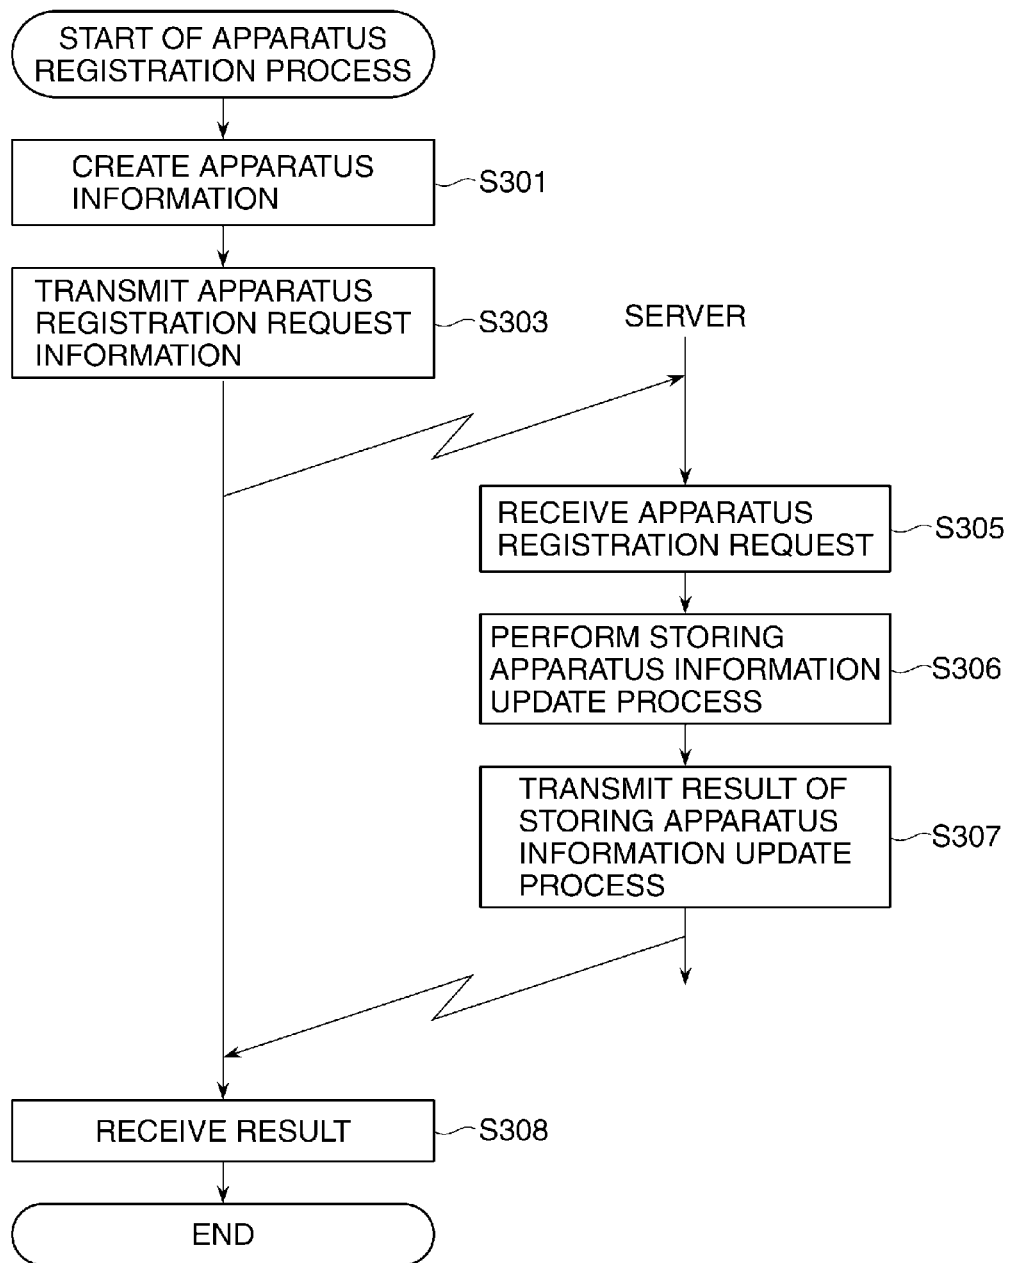 START OF APPARATUS
REGISTRATION PROCESS
CREATE APPARATUS
INFORMATION
S301
TRANSMIT APPARATUS
REGISTRATION REQUEST
INFORMATION
S303
SERVER
RECEIVE APPARATUS
REGISTRATION REQUEST
S305
PERFORM STORING
APPARATUS INFORMATION
UPDATE PROCESS
S306
TRANSMIT RESULT OF
STORING APPARATUS
INFORMATION UPDATE
PROCESS
S307
RECEIVE RESULT
S308
END